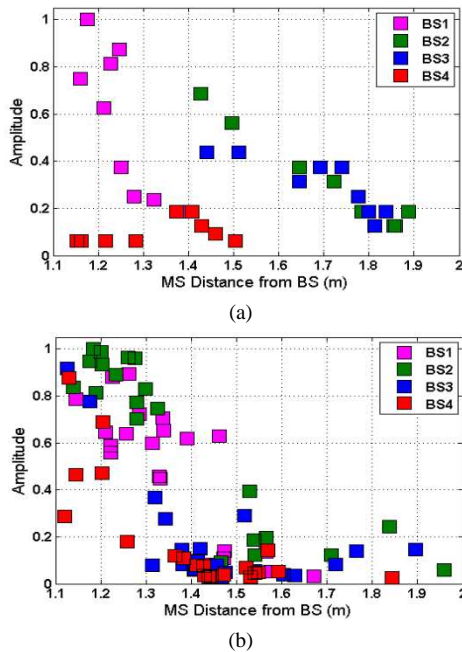 1
0.8
0.6
0.4
0.2
0
Amplitude
BS1
BS2
BS3
BS4
1.1 1.2 1.3 1.4 1.5 1.6 1.7 1.8 1.9 2
MS Distance from BS (m)
(a)
1
0.8
0.6
0.4
0.2
0
Amplitude
BS1
BS2
BS3
BS4
1.1 1.2 1.3 1.4 1.5 1.6 1.7 1.8 1.9 2
MS Distance from BS (m)
(b)